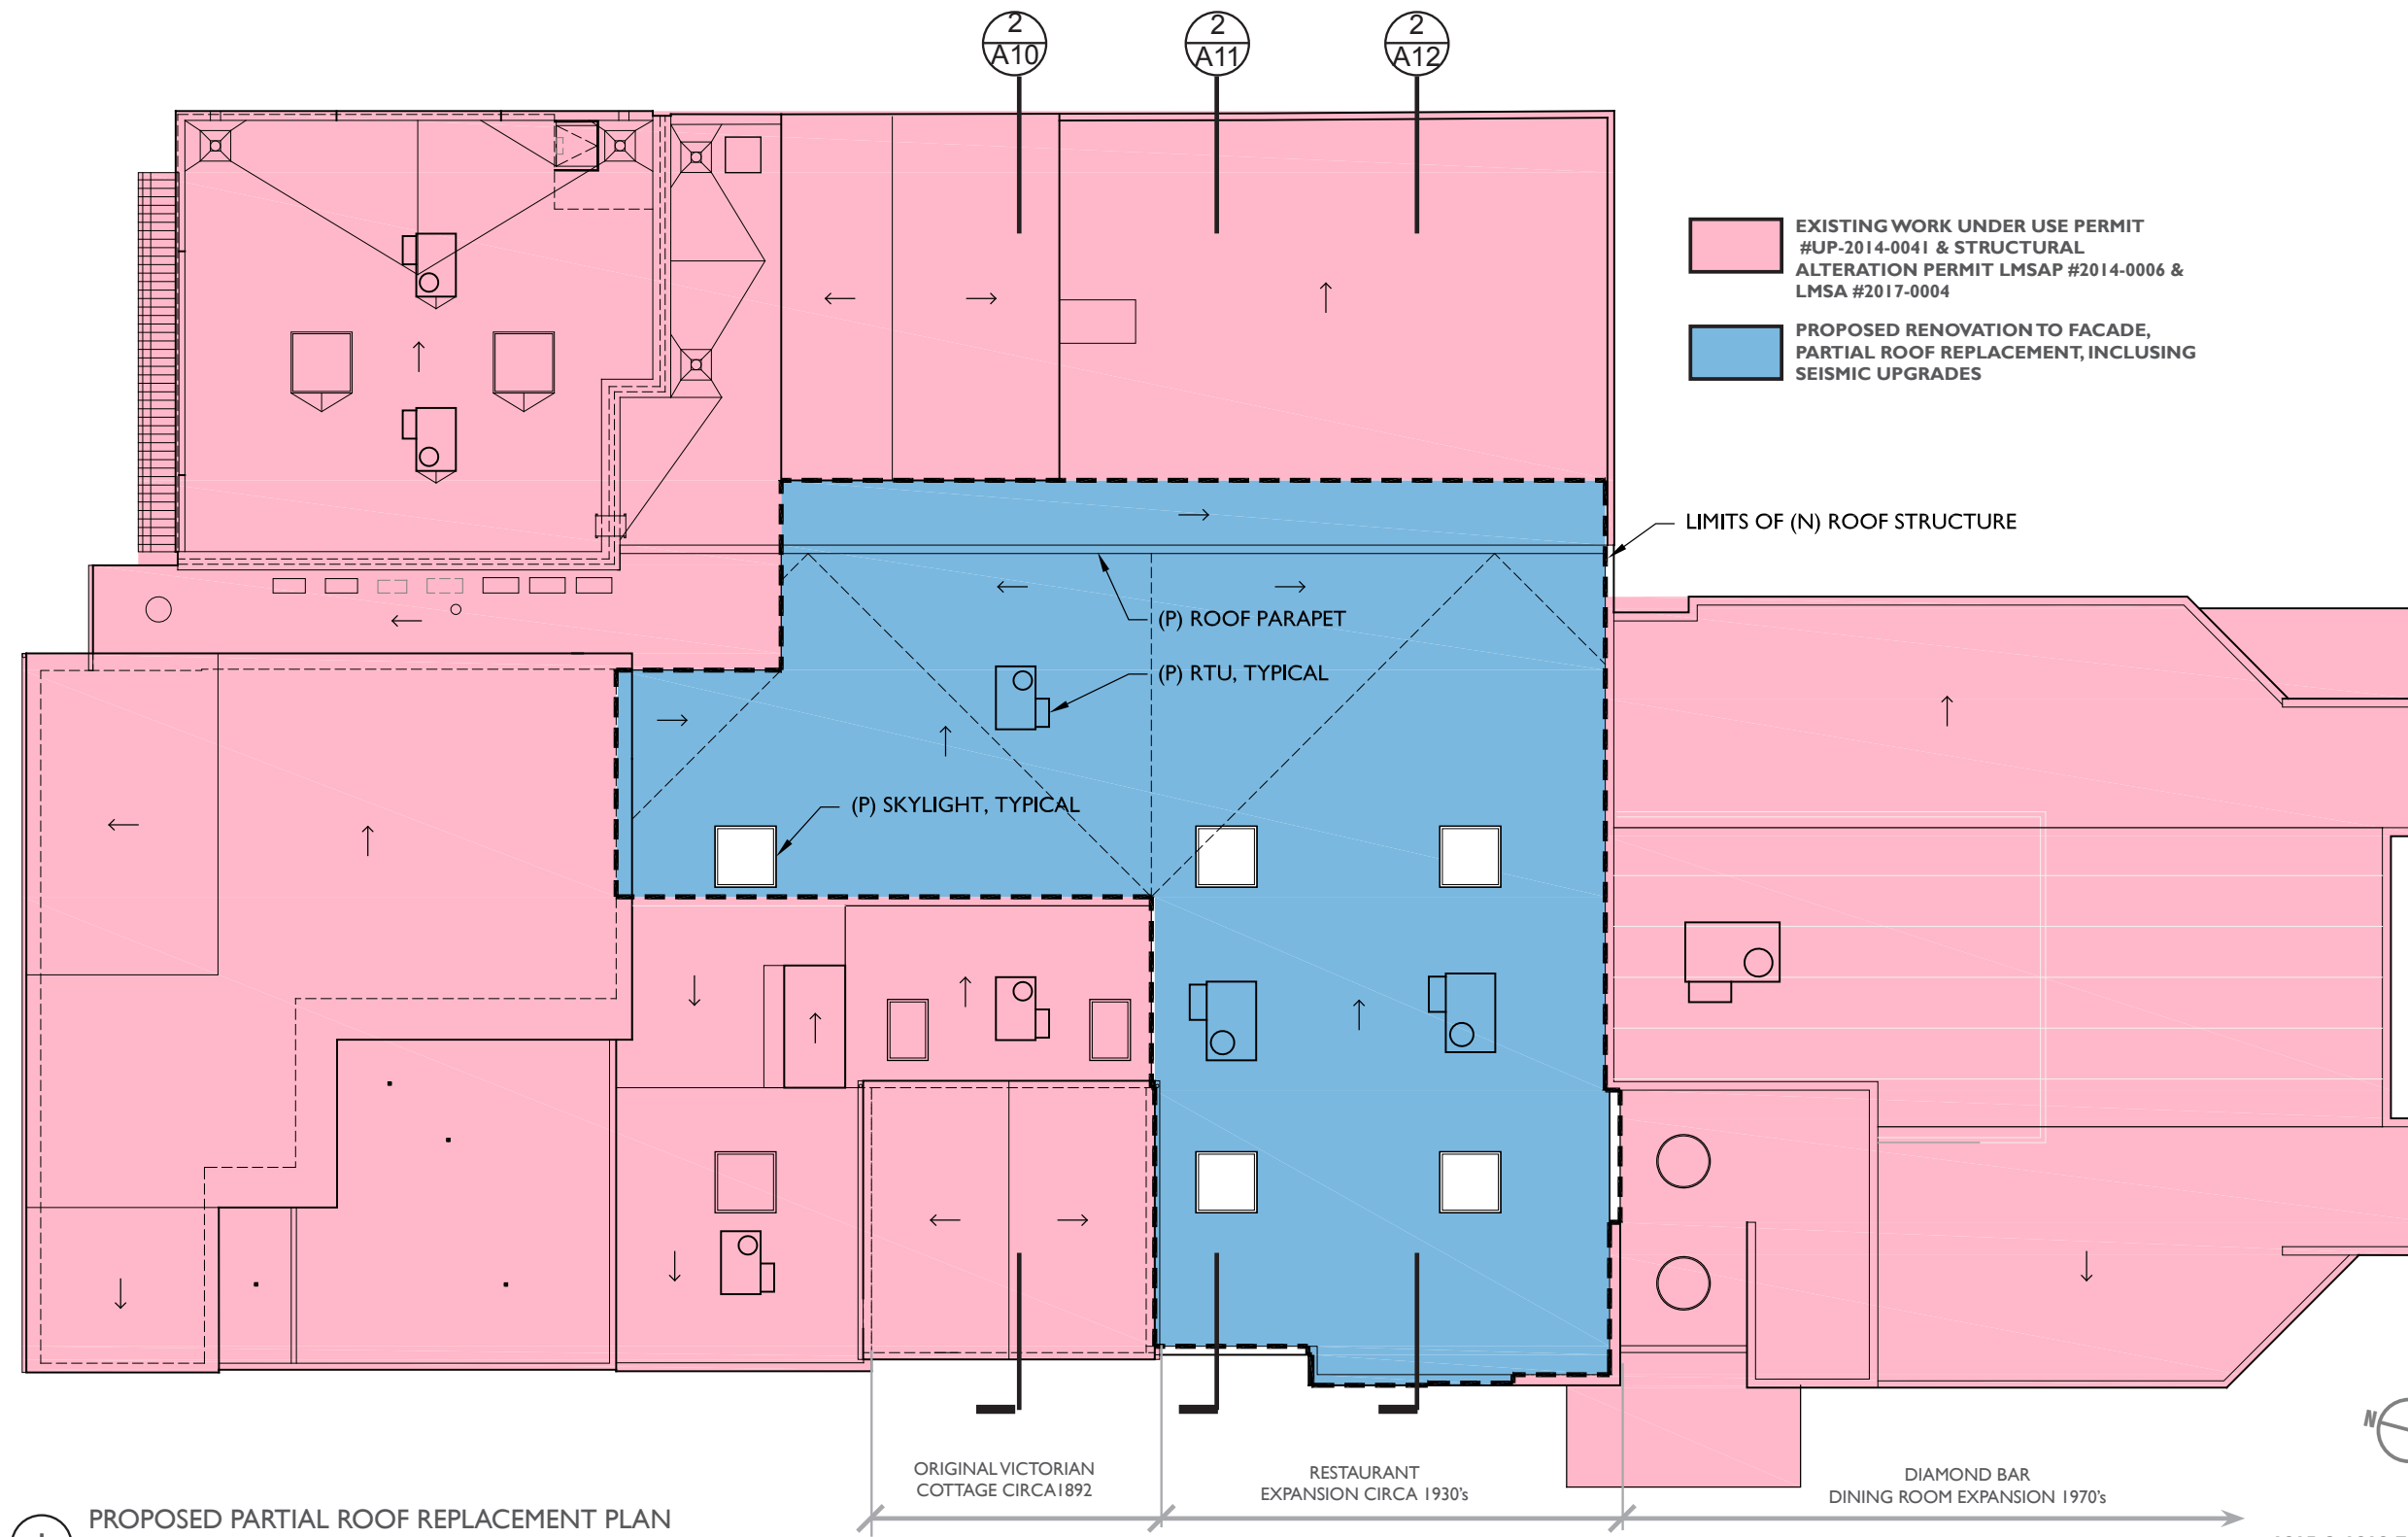 2
A10
2
A11
2
A12
EXISTING WORK UNDER USE PERMIT
#UP-2014-0041 & STRUCTURAL
ALTERATION PERMIT LMSAP #2014-0006 &
LMSA #2017-0004
PROPOSED RENOVATION TO FACADE,
PARTIAL ROOF REPLACEMENT, INCLUSING
SEISMIC UPGRADES
LIMITS OF (N) ROOF STRUCTURE
(P) ROOF PARAPET
(P) RTU, TYPICAL
(P) SKYLIGHT, TYPICAL
N
ORIGINAL VICTORIAN
COTTAGE CIRCA1892
RESTAURANT
EXPANSION CIRCA 1930's
DIAMOND BAR
DINING ROOM EXPANSION 1970's
PROPOSED PARTIAL ROOF REPLACEMENT PLAN